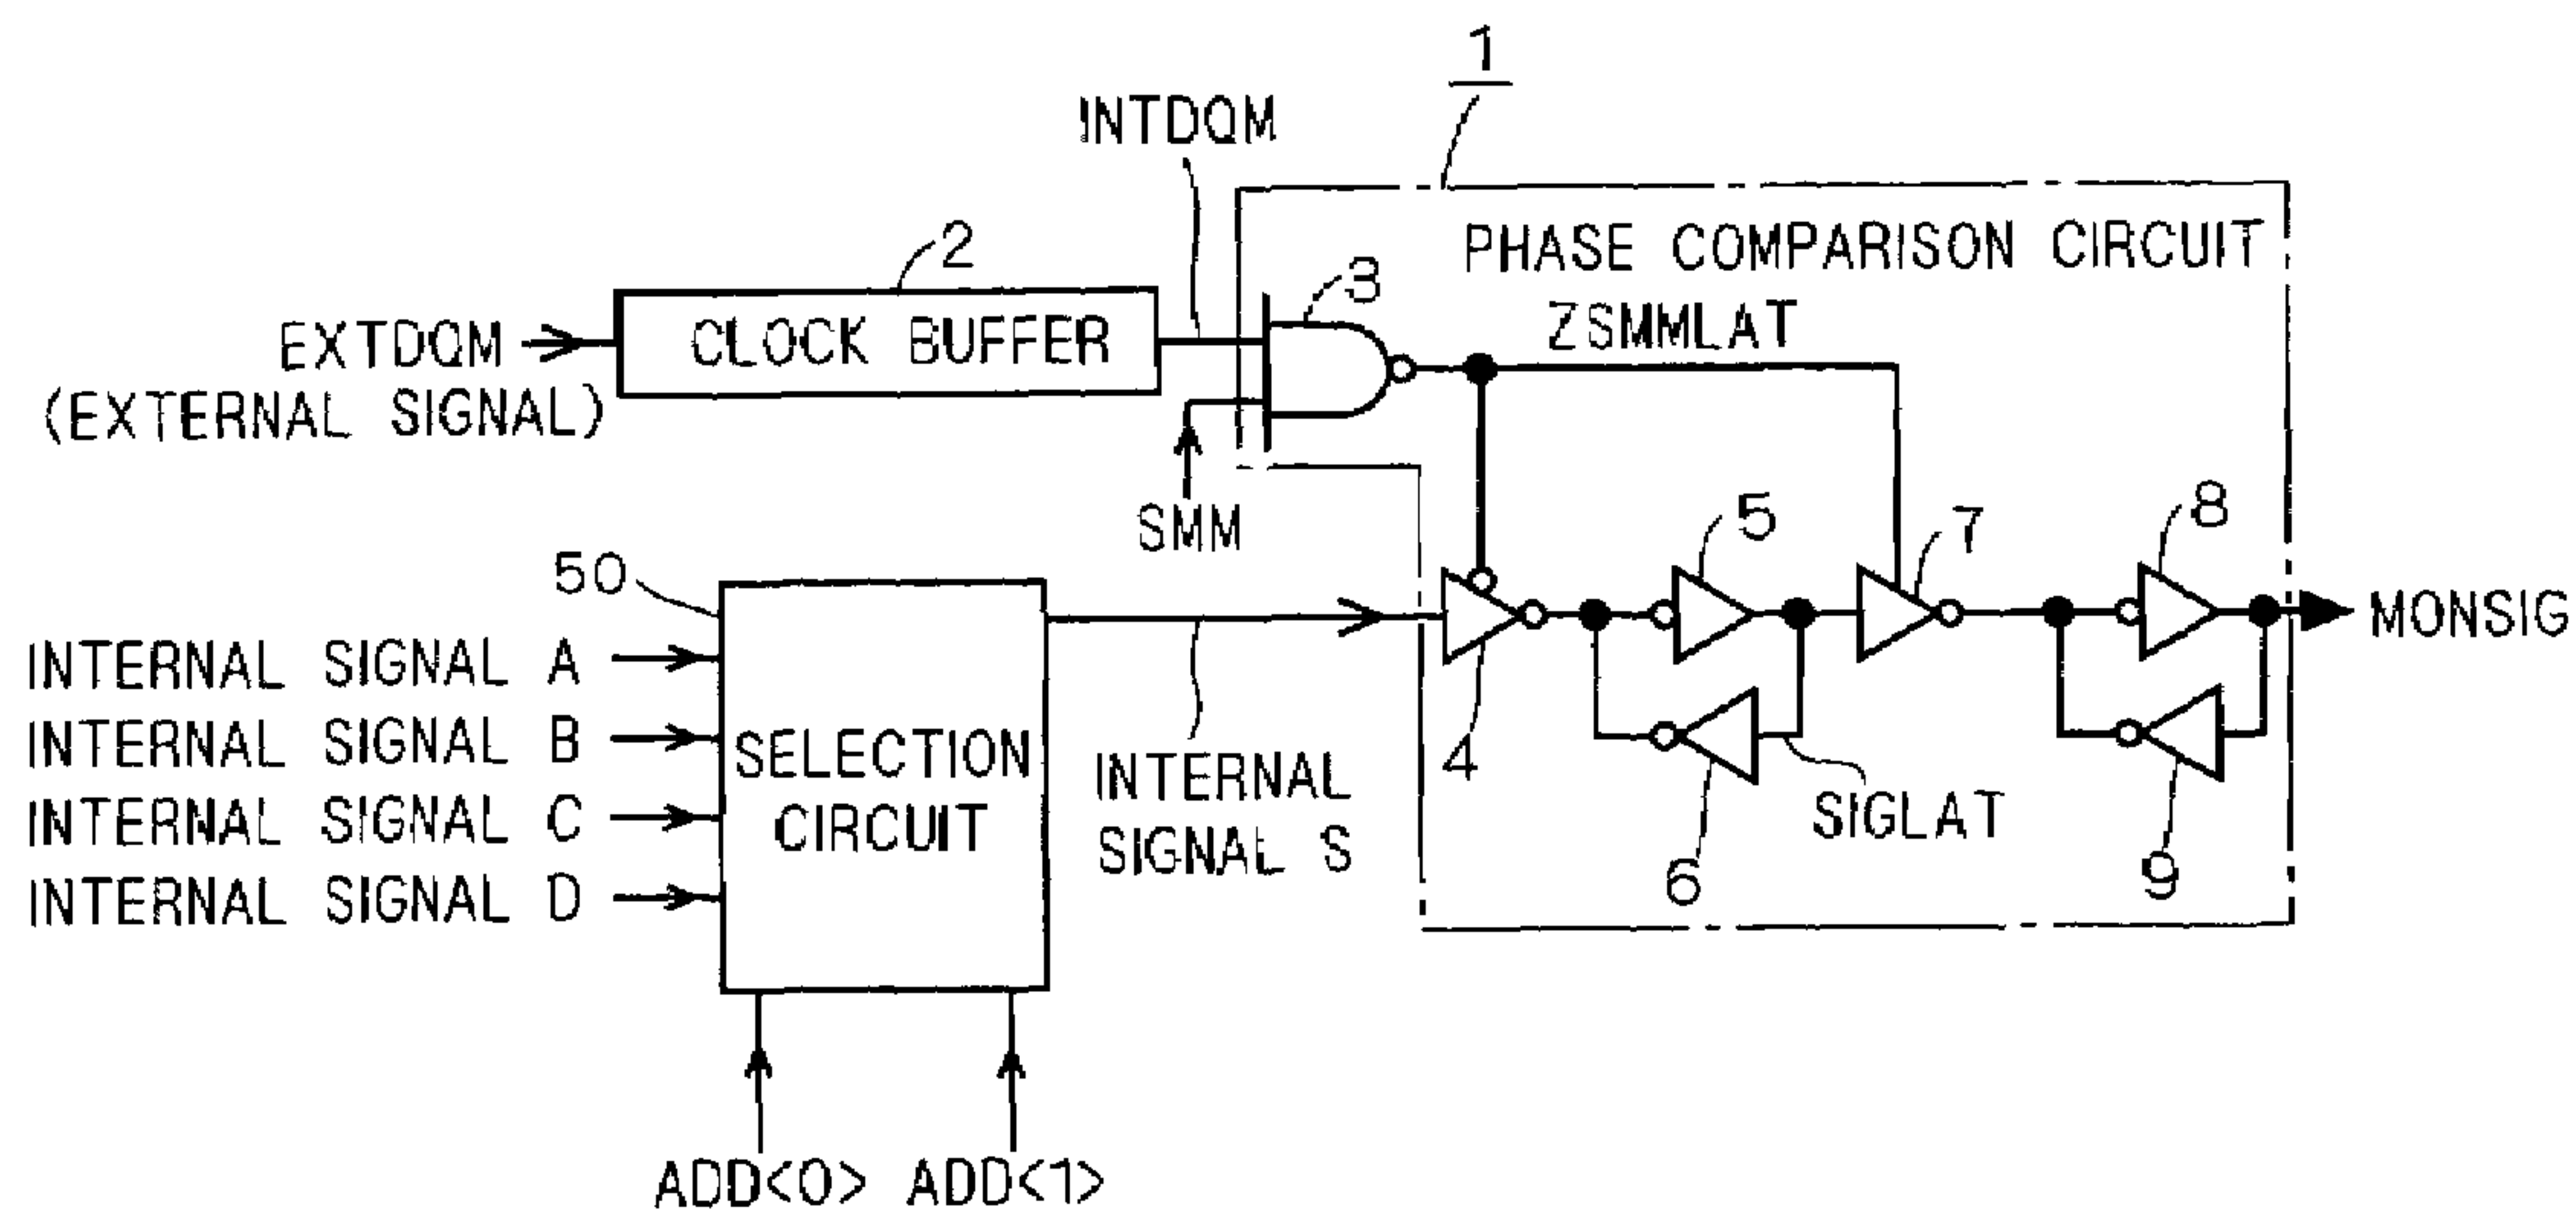 1
INTDQM
2
PHASE COMPARISON CIRCUIT
3
ZSMMLAT
EXTDQM
CLOCK BUFFER
(EXTERNAL SIGNAL)
SMM
5
7
8
50
MONSIG
INTERNAL SIGNAL A
INTERNAL SIGNAL B
INTERNAL SIGNAL C
INTERNAL SIGNAL D
SELECTION
CIRCUIT
INTERNAL
SIGNAL S
4
6
SIGLAT
9
ADD<0>
ADD<1>